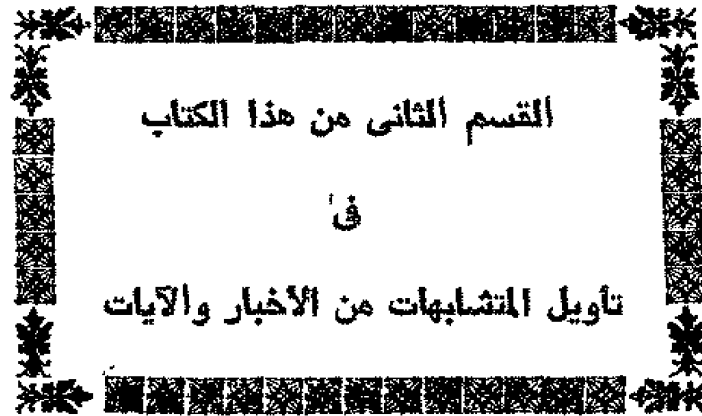 القسم الثانى من هذا الكتاب
فى
تأويل المتشابهات من الأخبار والآيات